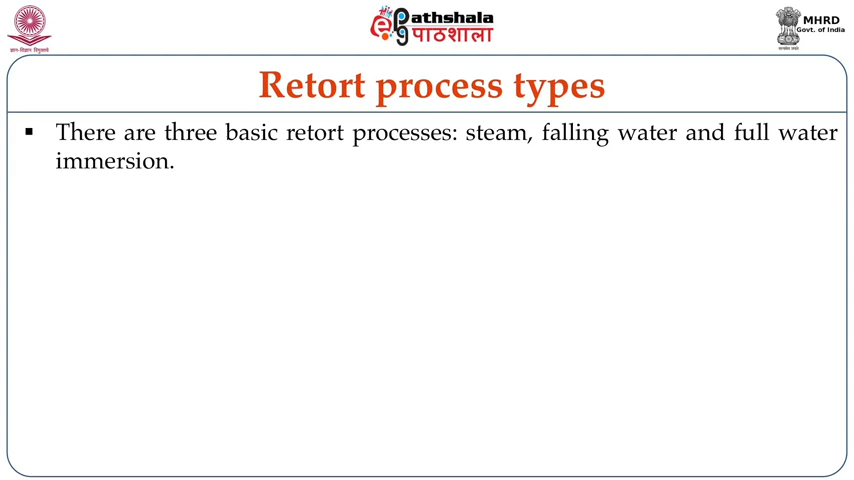 ePathshala
पाठशाला
MHRD
Govt. of India
Retort process types
▪ There are three basic retort processes: steam, falling water and full water
immersion.